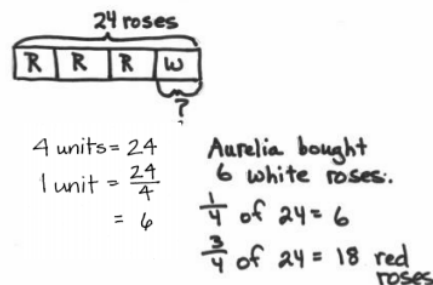 24 roses
R R R W
?
4 units = 24
1 unit = 24/4
= 6
Aurelia bought
6 white roses.
1/4 of 24 = 6
3/4 of 24 = 18 red
roses